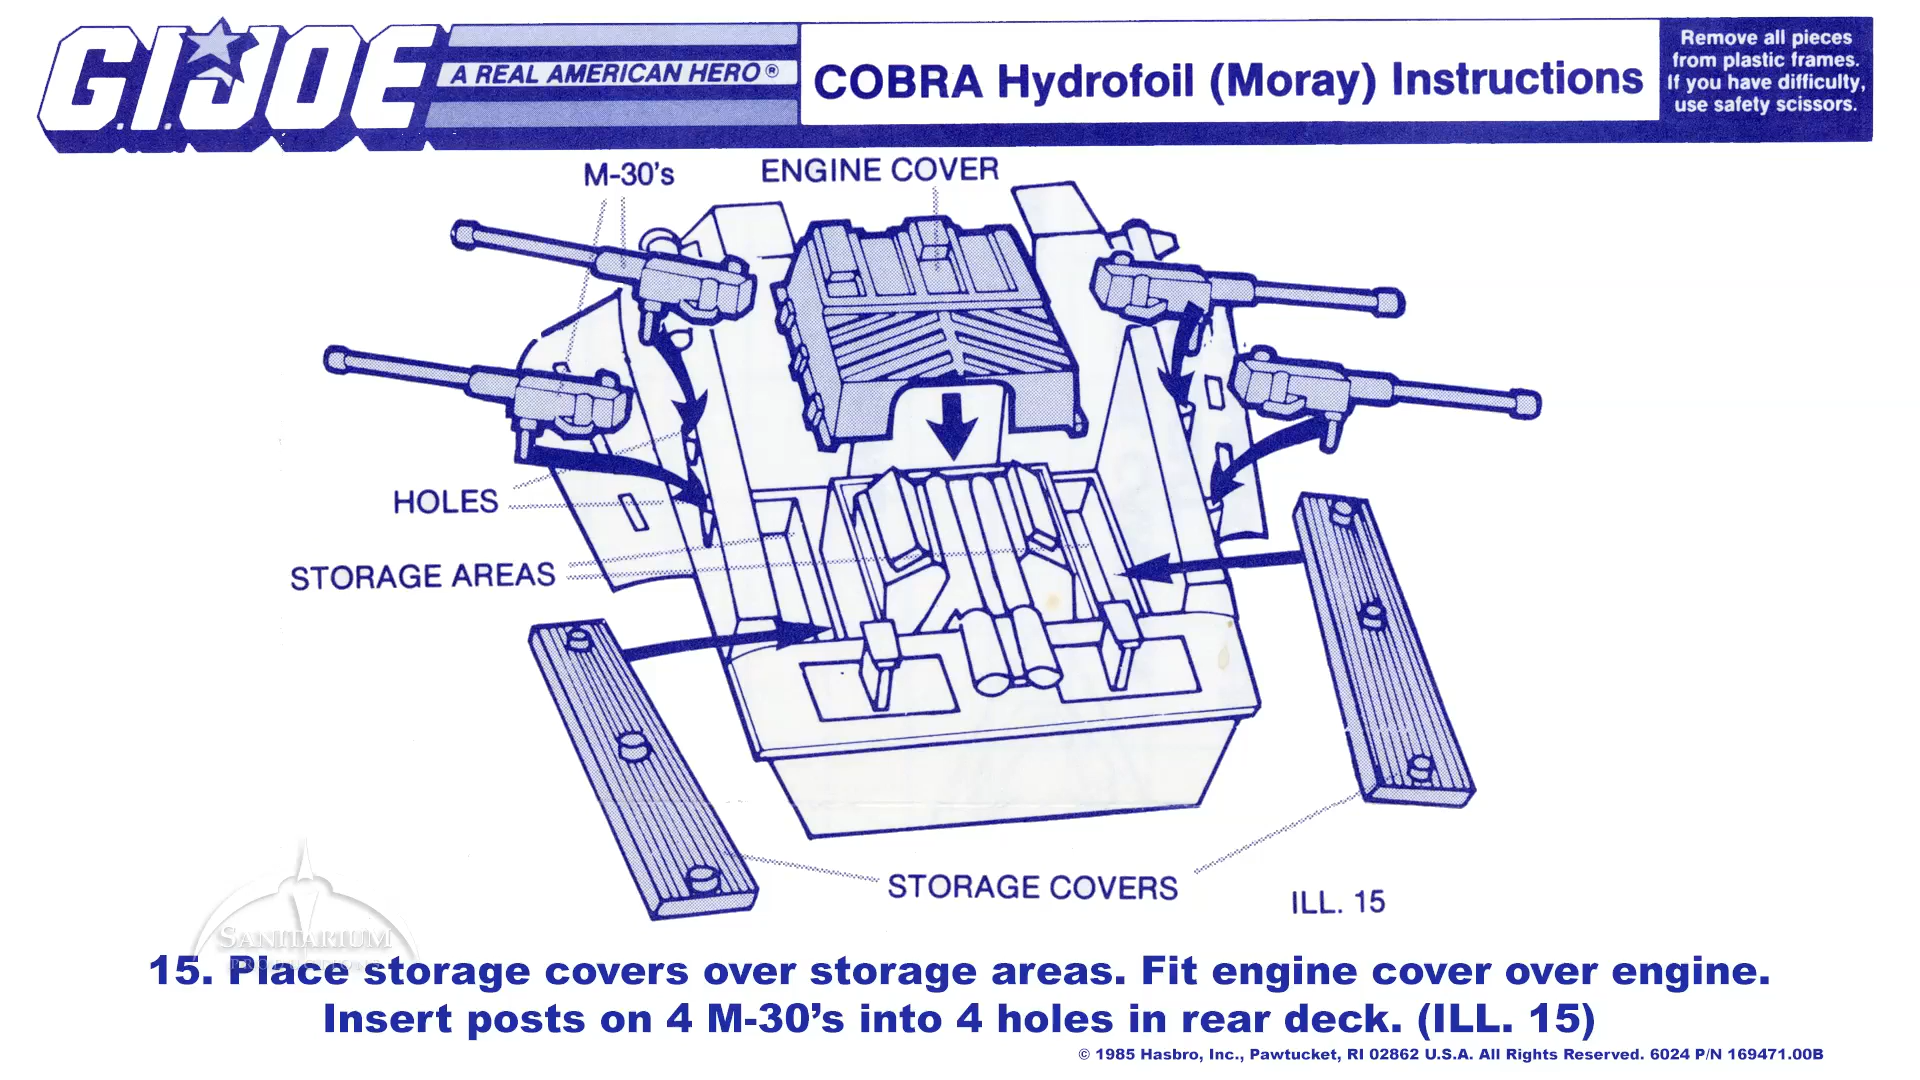 G.I. JOE
A REAL AMERICAN HERO®
COBRA Hydrofoil (Moray) Instructions
Remove all pieces
from plastic frames.
If you have difficulty,
use safety scissors.
M-30's
ENGINE COVER
HOLES
STORAGE AREAS
STORAGE COVERS
ILL. 15
SANITARIUM
PRODUCTIONS
15. Place storage covers over storage areas. Fit engine cover over engine.
Insert posts on 4 M-30’s into 4 holes in rear deck. (ILL. 15)
© 1985 Hasbro, Inc., Pawtucket, RI 02862 U.S.A. All Rights Reserved. 6024 P/N 169471.00B